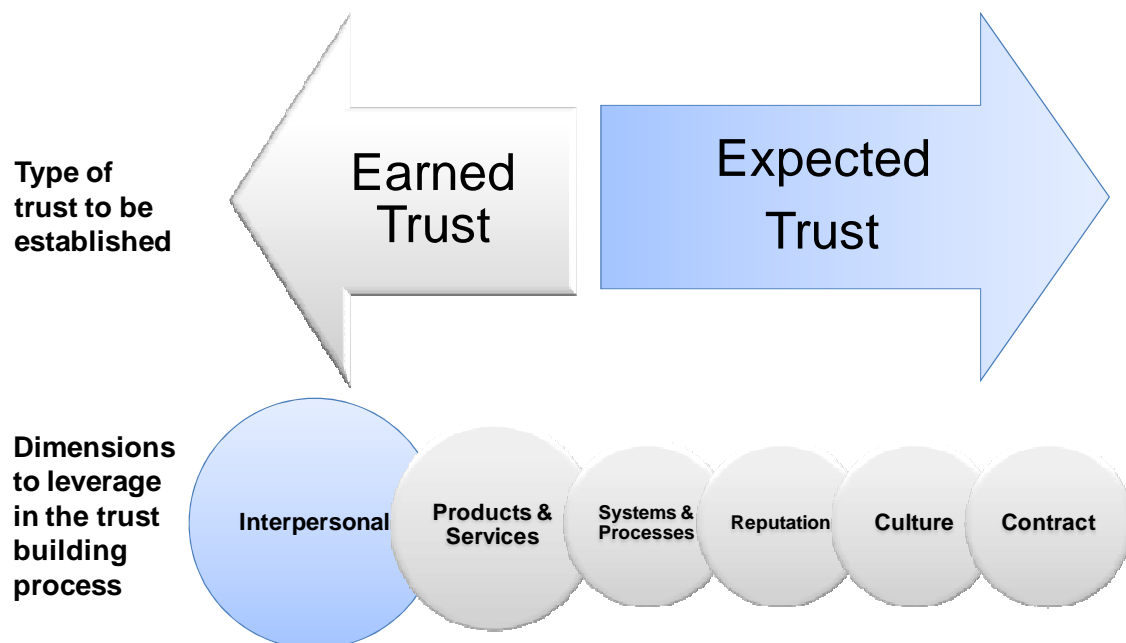 Type of
trust to be
established
Earned
Trust
Expected
Trust
Dimensions
to leverage
in the trust
building
process
Interpersonal
Products &
Services
Systems &
Processes
Reputation
Culture
Contract